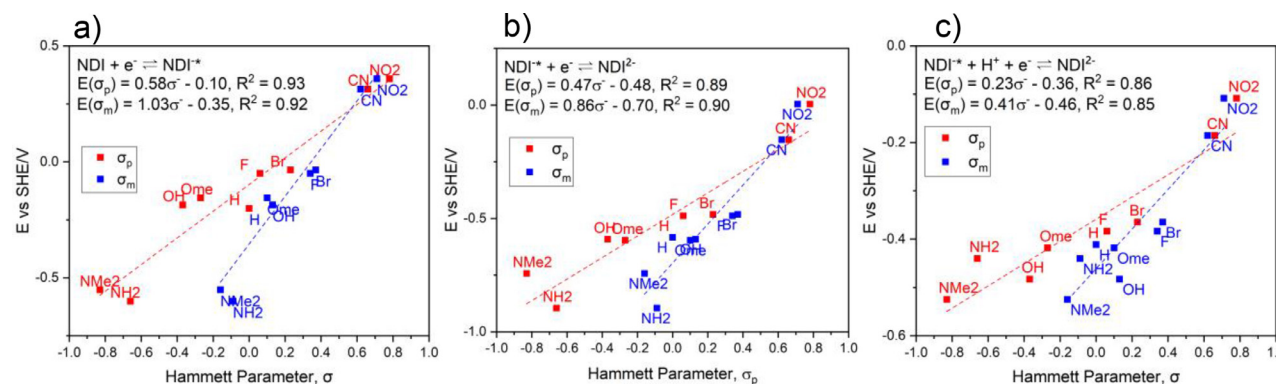 a)
NDI + e⁻ ⇌ NDI⁻*
E(σₚ) = 0.58σ⁻ - 0.10, R² = 0.93
E(σₘ) = 1.03σ⁻ - 0.35, R² = 0.92
σₚ
σₘ
NO2
CN
NO2
CN
F
Br
Br
F
OH
Ome
H
Ome
OH
H
NMe2
NH2
NMe2
NH2
0.5
0.0
-0.5
E vs SHE/V
-1.0 -0.8 -0.6 -0.4 -0.2 0.0 0.2 0.4 0.6 0.8 1.0
Hammett Parameter, σ
b)
NDI⁻* + e⁻ ⇌ NDI²⁻
E(σₚ) = 0.47σ⁻ - 0.48, R² = 0.89
E(σₘ) = 0.86σ⁻ - 0.70, R² = 0.90
σₚ
σₘ
NO2
NO2
CN
CN
F
Br
F
Br
OH
Ome
H
H
Ome
OH
NMe2
NMe2
NH2
NH2
0.0
-0.5
-1.0
E vs SHE/V
-1.0 -0.8 -0.6 -0.4 -0.2 0.0 0.2 0.4 0.6 0.8 1.0
Hammett Parameter, σₚ
c)
NDI⁻* + H⁺ + e⁻ ⇌ NDI²⁻
E(σₚ) = 0.23σ⁻ - 0.36, R² = 0.86
E(σₘ) = 0.41σ⁻ - 0.46, R² = 0.85
σₚ
σₘ
NO2
NO2
CN
CN
Br
F
Br
F
H
Ome
H
Ome
NH2
NH2
OH
OH
NMe2
NMe2
0.0
-0.2
-0.4
-0.6
E vs SHE/V
-1.0 -0.8 -0.6 -0.4 -0.2 0.0 0.2 0.4 0.6 0.8 1.0
Hammett Parameter, σ